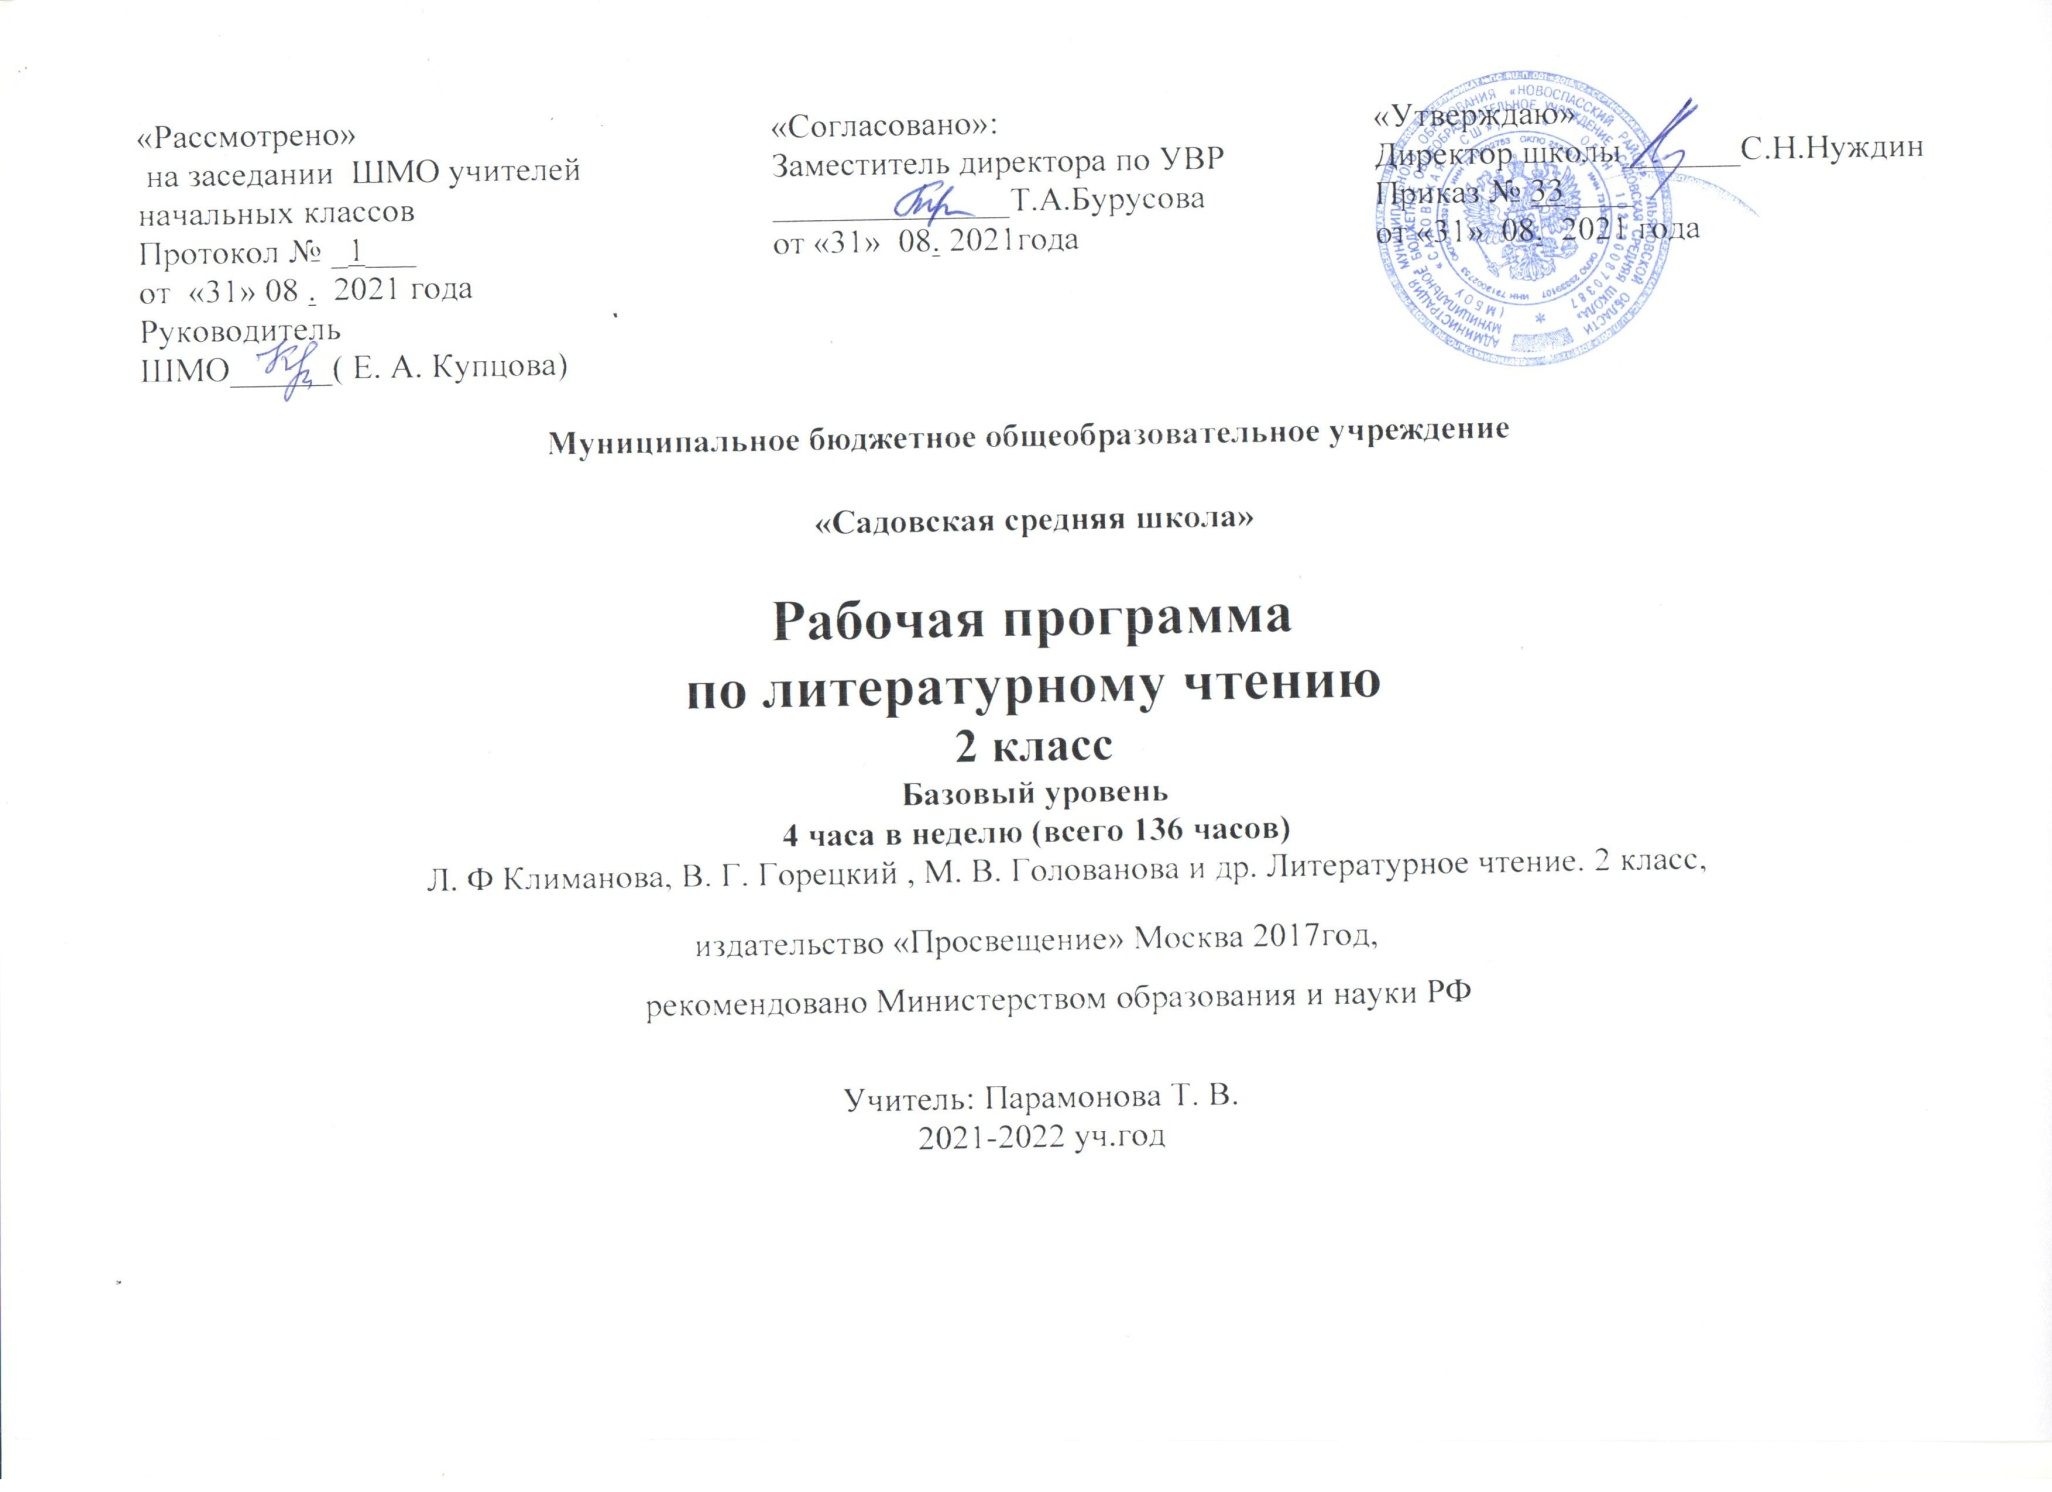 «Рассмотрено»
на заседании ШМО учителей
начальных классов
Протокол № _1___
от «31» 08 . 2021 года
Руководитель
ШМО______( Е. А. Купцова)
«Согласовано»:
Заместитель директора по УВР
______________Т.А.Бурусова
от «31» 08. 2021года
«Утверждаю»
Директор школы_______С.Н.Нуждин
Приказ № 33____
от «31» 08. 2021 года
Муниципальное бюджетное общеобразовательное учреждение
«Садовская средняя школа»
Рабочая программа
по литературному чтению
2 класс
Базовый уровень
4 часа в неделю (всего 136 часов)
Л. Ф Климанова, В. Г. Горецкий , М. В. Голованова и др. Литературное чтение. 2 класс,
издательство «Просвещение» Москва 2017год,
рекомендовано Министерством образования и науки РФ
Учитель: Парамонова Т. В.
2021-2022 уч.год